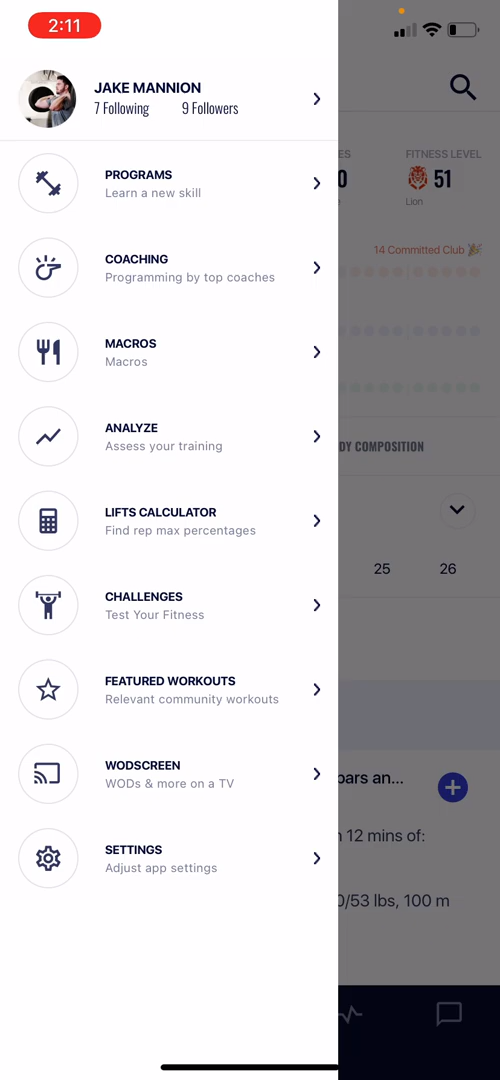 2:11
JAKE MANNION
7 Following 9 Followers
PROGRAMS
Learn a new skill
COACHING
Programming by top coaches
MACROS
Macros
ANALYZE
Assess your training
LIFTS CALCULATOR
Find rep max percentages
CHALLENGES
Test Your Fitness
FEATURED WORKOUTS
Relevant community workouts
WODSCREEN
WODs & more on a TV
SETTINGS
Adjust app settings
ES
FITNESS LEVEL
0
51
e
Lion
14 Committed Club
DY COMPOSITION
25 26
bars an...
n 12 mins of:
0/53 lbs, 100 m